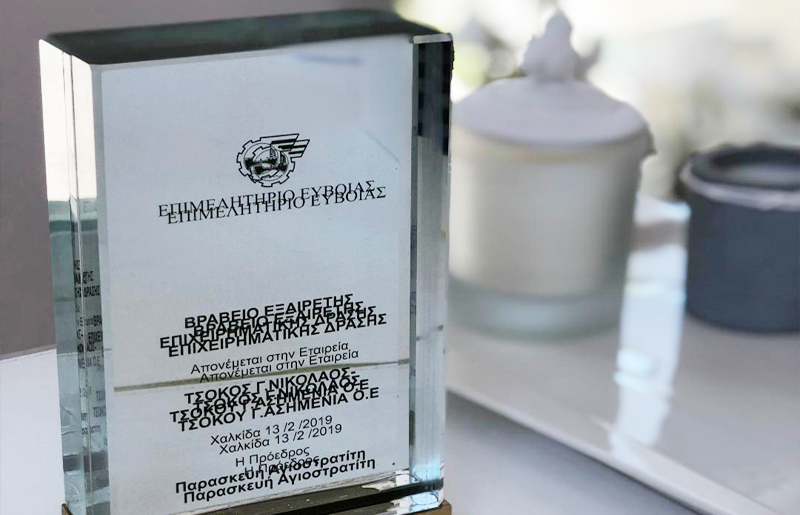 ΕΠΙΜΕΛΗΤΗΡΙΟ ΕΥΒΟΙΑΣ
ΒΡΑΒΕΙΟ ΕΞΑΙΡΕΤΗΣ
ΕΠΙΧΕΙΡΗΜΑΤΙΚΗΣ ΔΡΑΣΗΣ
Απονέμεται στην Εταιρεία
ΤΣΟΚΟΣ Γ.ΝΙΚΟΛΑΟΣ-
ΤΣΟΚΟΥ Γ.ΑΣΗΜΕΝΙΑ Ο.Ε
Χαλκίδα 13 /2 /2019
Η Πρόεδρος
Παρασκευή Αγιοστρατίτη